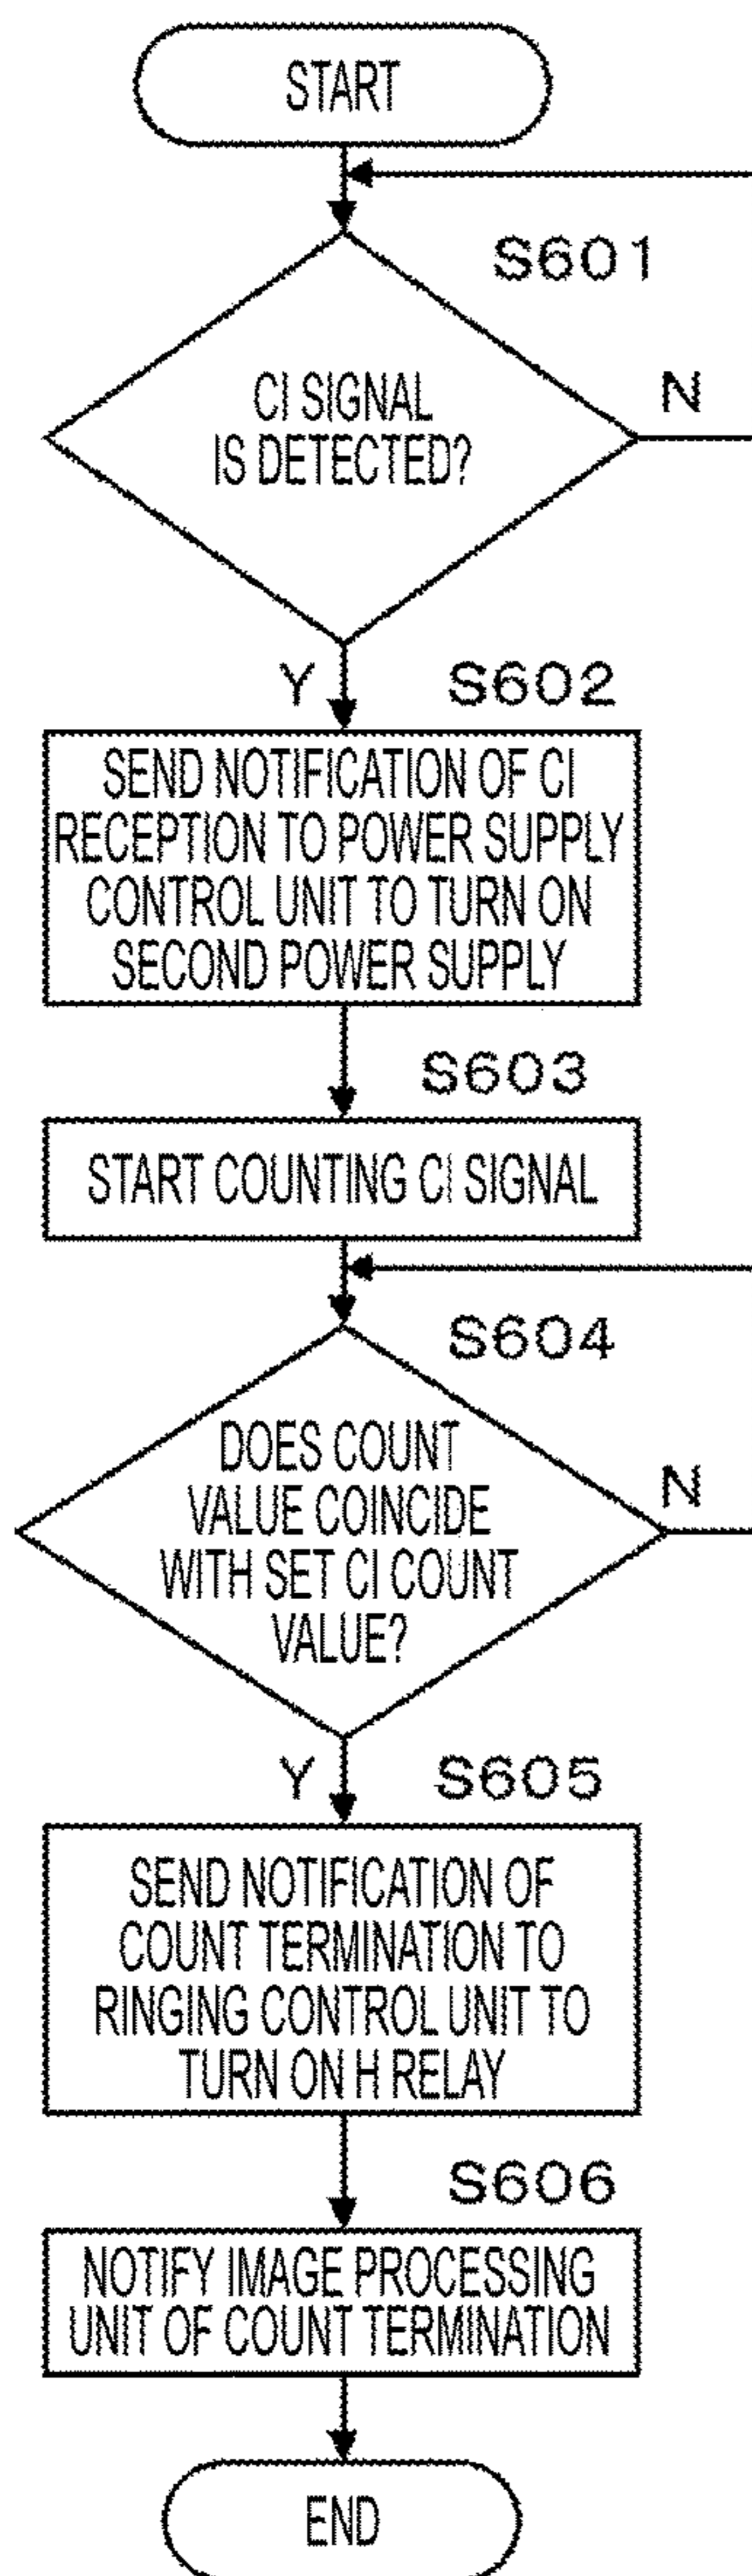 START
S601
CI SIGNAL
IS DETECTED?
N
Y
S602
SEND NOTIFICATION OF CI
RECEPTION TO POWER SUPPLY
CONTROL UNIT TO TURN ON
SECOND POWER SUPPLY
S603
START COUNTING CI SIGNAL
S604
DOES COUNT
VALUE COINCIDE
WITH SET CI COUNT
VALUE?
N
Y
S605
SEND NOTIFICATION OF
COUNT TERMINATION TO
RINGING CONTROL UNIT TO
TURN ON H RELAY
S606
NOTIFY IMAGE PROCESSING
UNIT OF COUNT TERMINATION
END